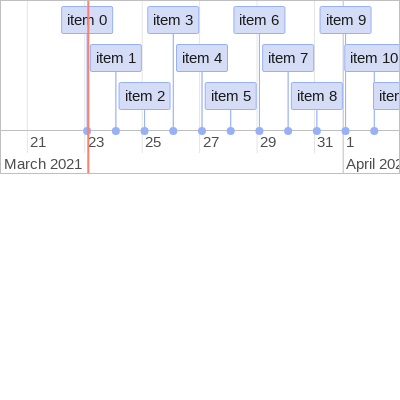 item 0 item 3 item 6 item 9
item 1 item 4 item 7 item 10
item 2 item 5 item 8
21 23 25 27 29 31 1
March 2021 April